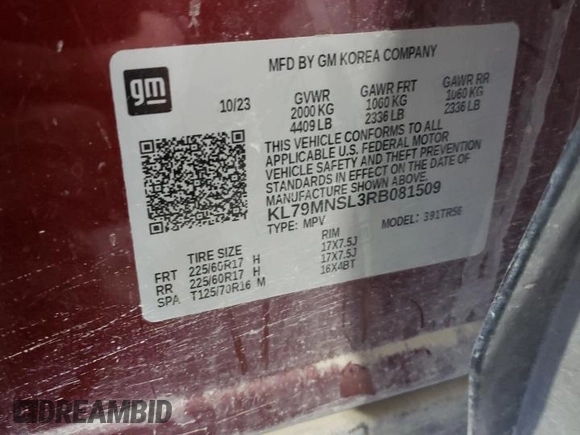 MFD BY GM KOREA COMPANY
gm
10/23
GVWR
2000 KG
4409 LB
GAWR FRT
1060 KG
2336 LB
GAWR RR
1060 KG
2336 LB
THIS VEHICLE CONFORMS TO ALL
APPLICABLE U.S. FEDERAL MOTOR
VEHICLE SAFETY AND THEFT PREVENTION
STANDARDS IN EFFECT ON THE DATE OF
MANUFACTURE SHOWN ABOVE.
KL79MNSL3RB081509
TYPE: MPV
MODEL: 391TR56
TIRE SIZE
RIM
FRT 225/60R17 H 17X7.5J
RR 225/60R17 H 17X7.5J
SPA T125/70R16 M 16X4BT
DREAMBID